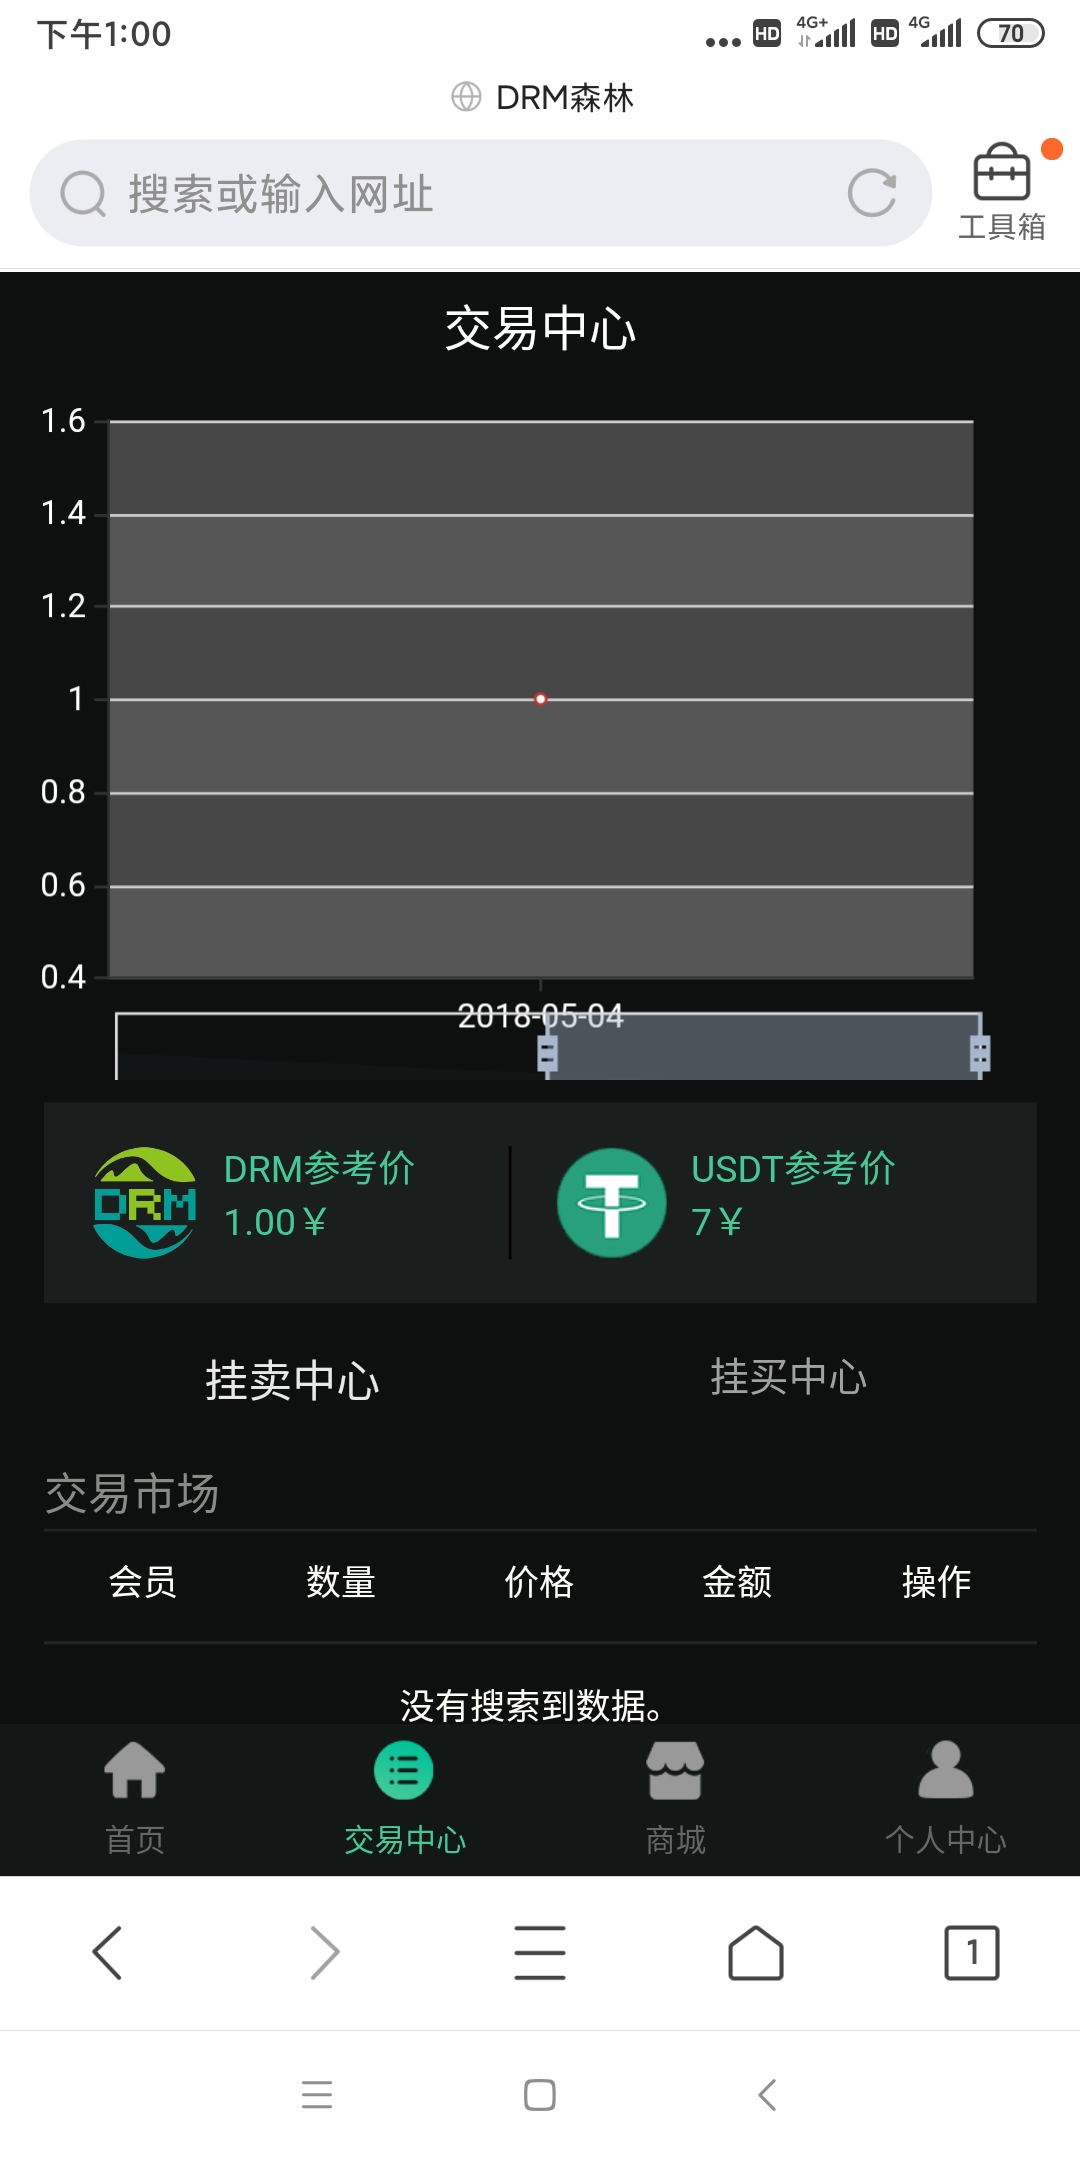 下午1:00
HD 4G+ HD 4G 70
DRM森林
搜索或输入网址
工具箱
交易中心
1.6
1.4
1.2
1
0.8
0.6
0.4
2018-05-04
DRM
DRM参考价
1.00￥
USDT参考价
7￥
挂卖中心 挂买中心
交易市场
会员 数量 价格 金额 操作
没有搜索到数据。
首页 交易中心 商城 个人中心
1